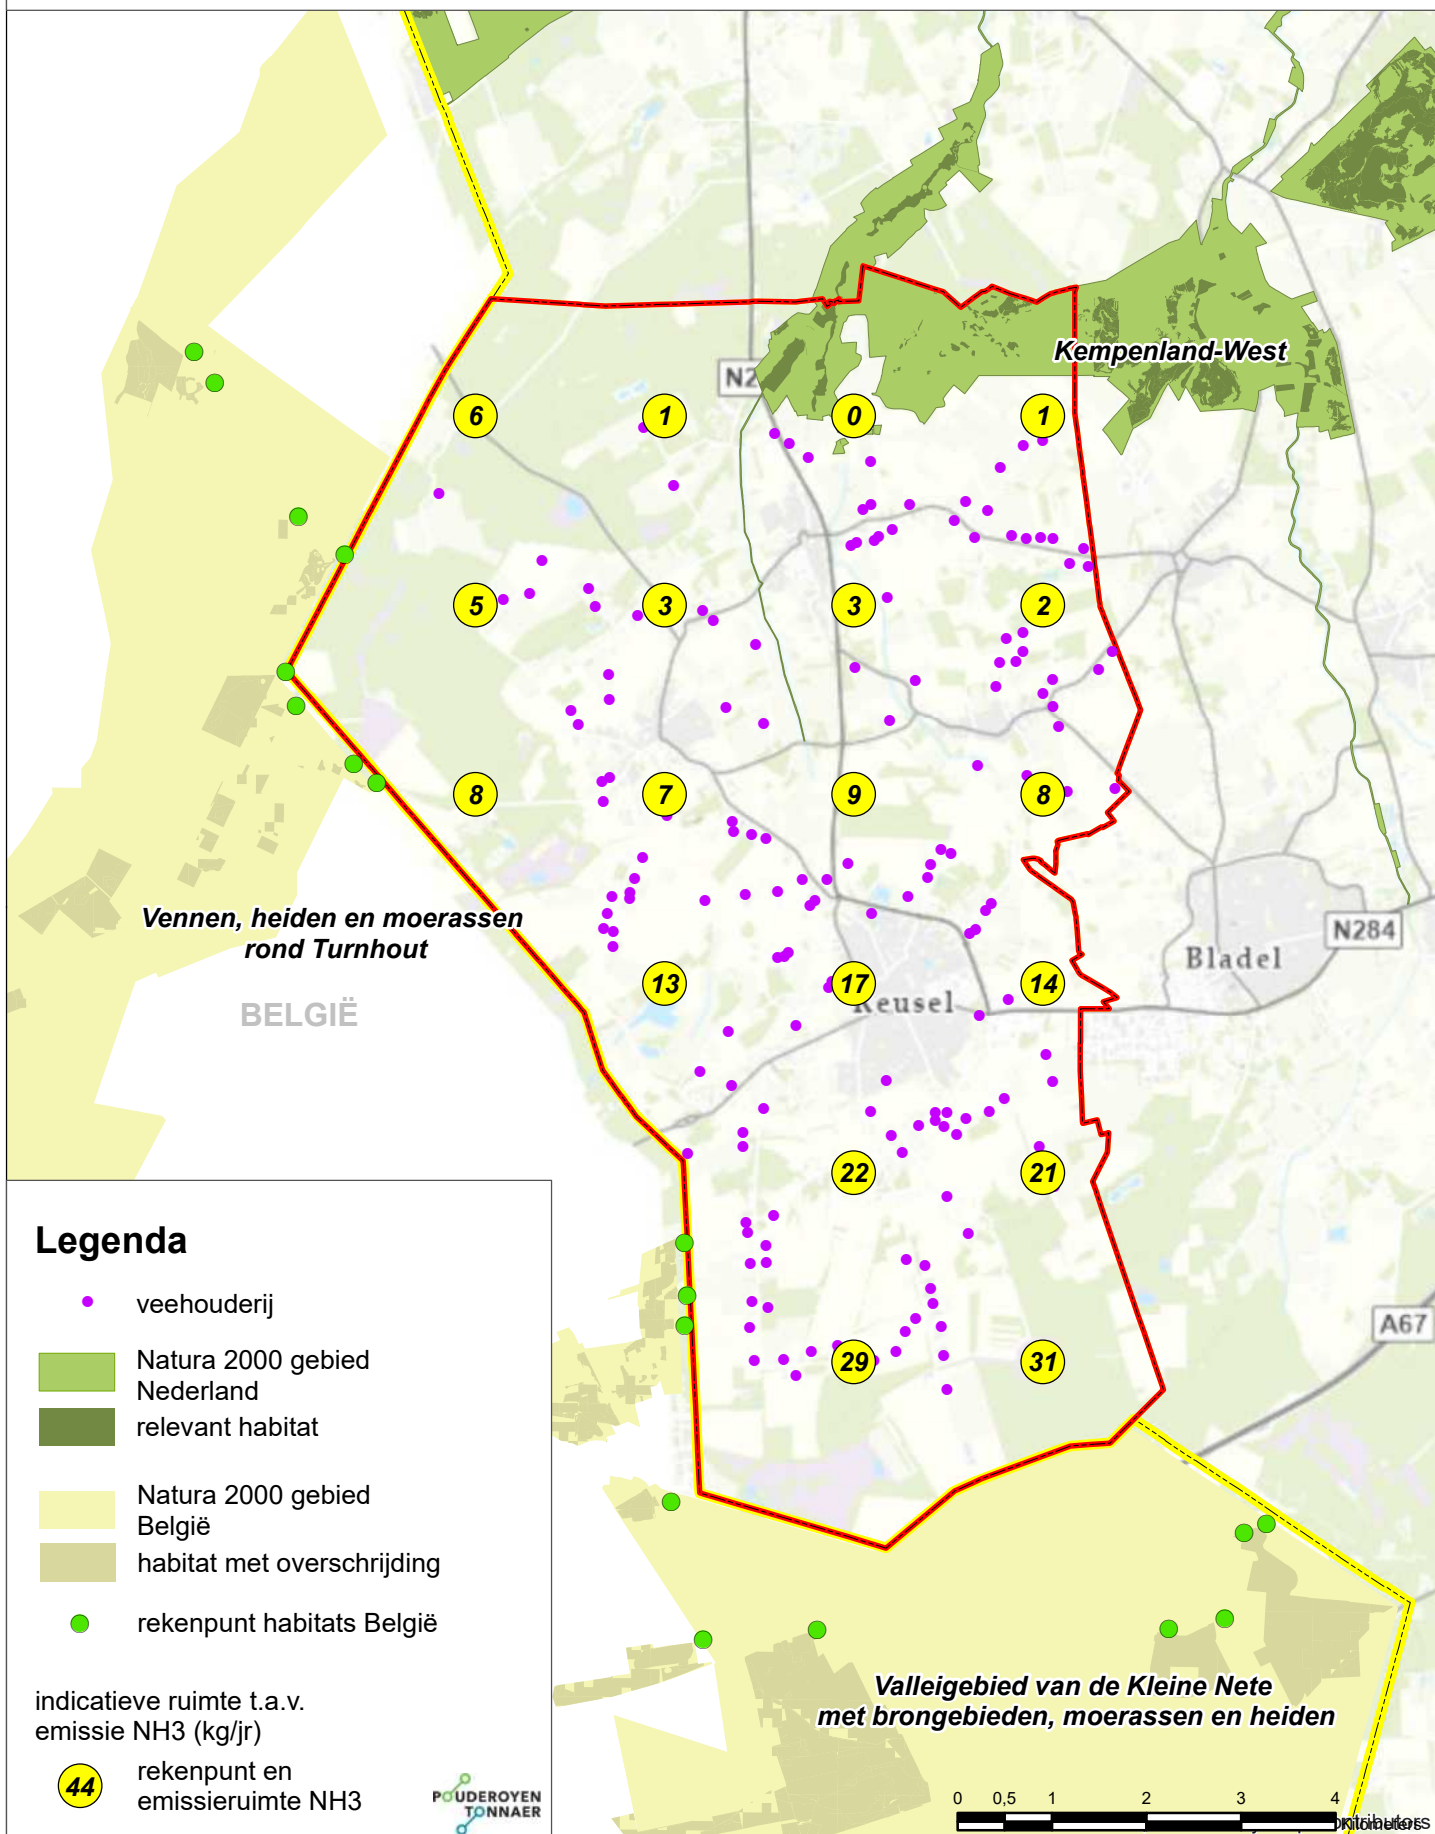 Kempenland-West
N2
6
1
0
1
5
3
3
2
8
7
9
8
Vennen, heiden en moerassen
rond Turnhout
N284
Bladel
BELGIË
13
17
14
Reusel
22
21
A67
29
31
Legenda
veehouderij
Natura 2000 gebied
Nederland
relevant habitat
Natura 2000 gebied
België
habitat met overschrijding
rekenpunt habitats België
indicatieve ruimte t.a.v.
emissie NH3 (kg/jr)
44
rekenpunt en
emissieruimte NH3
POUDEROYEN
TONNAER
Valleigebied van de Kleine Nete
met brongebieden, moerassen en heiden
0 0,5 1 2 3 4
Kilometers